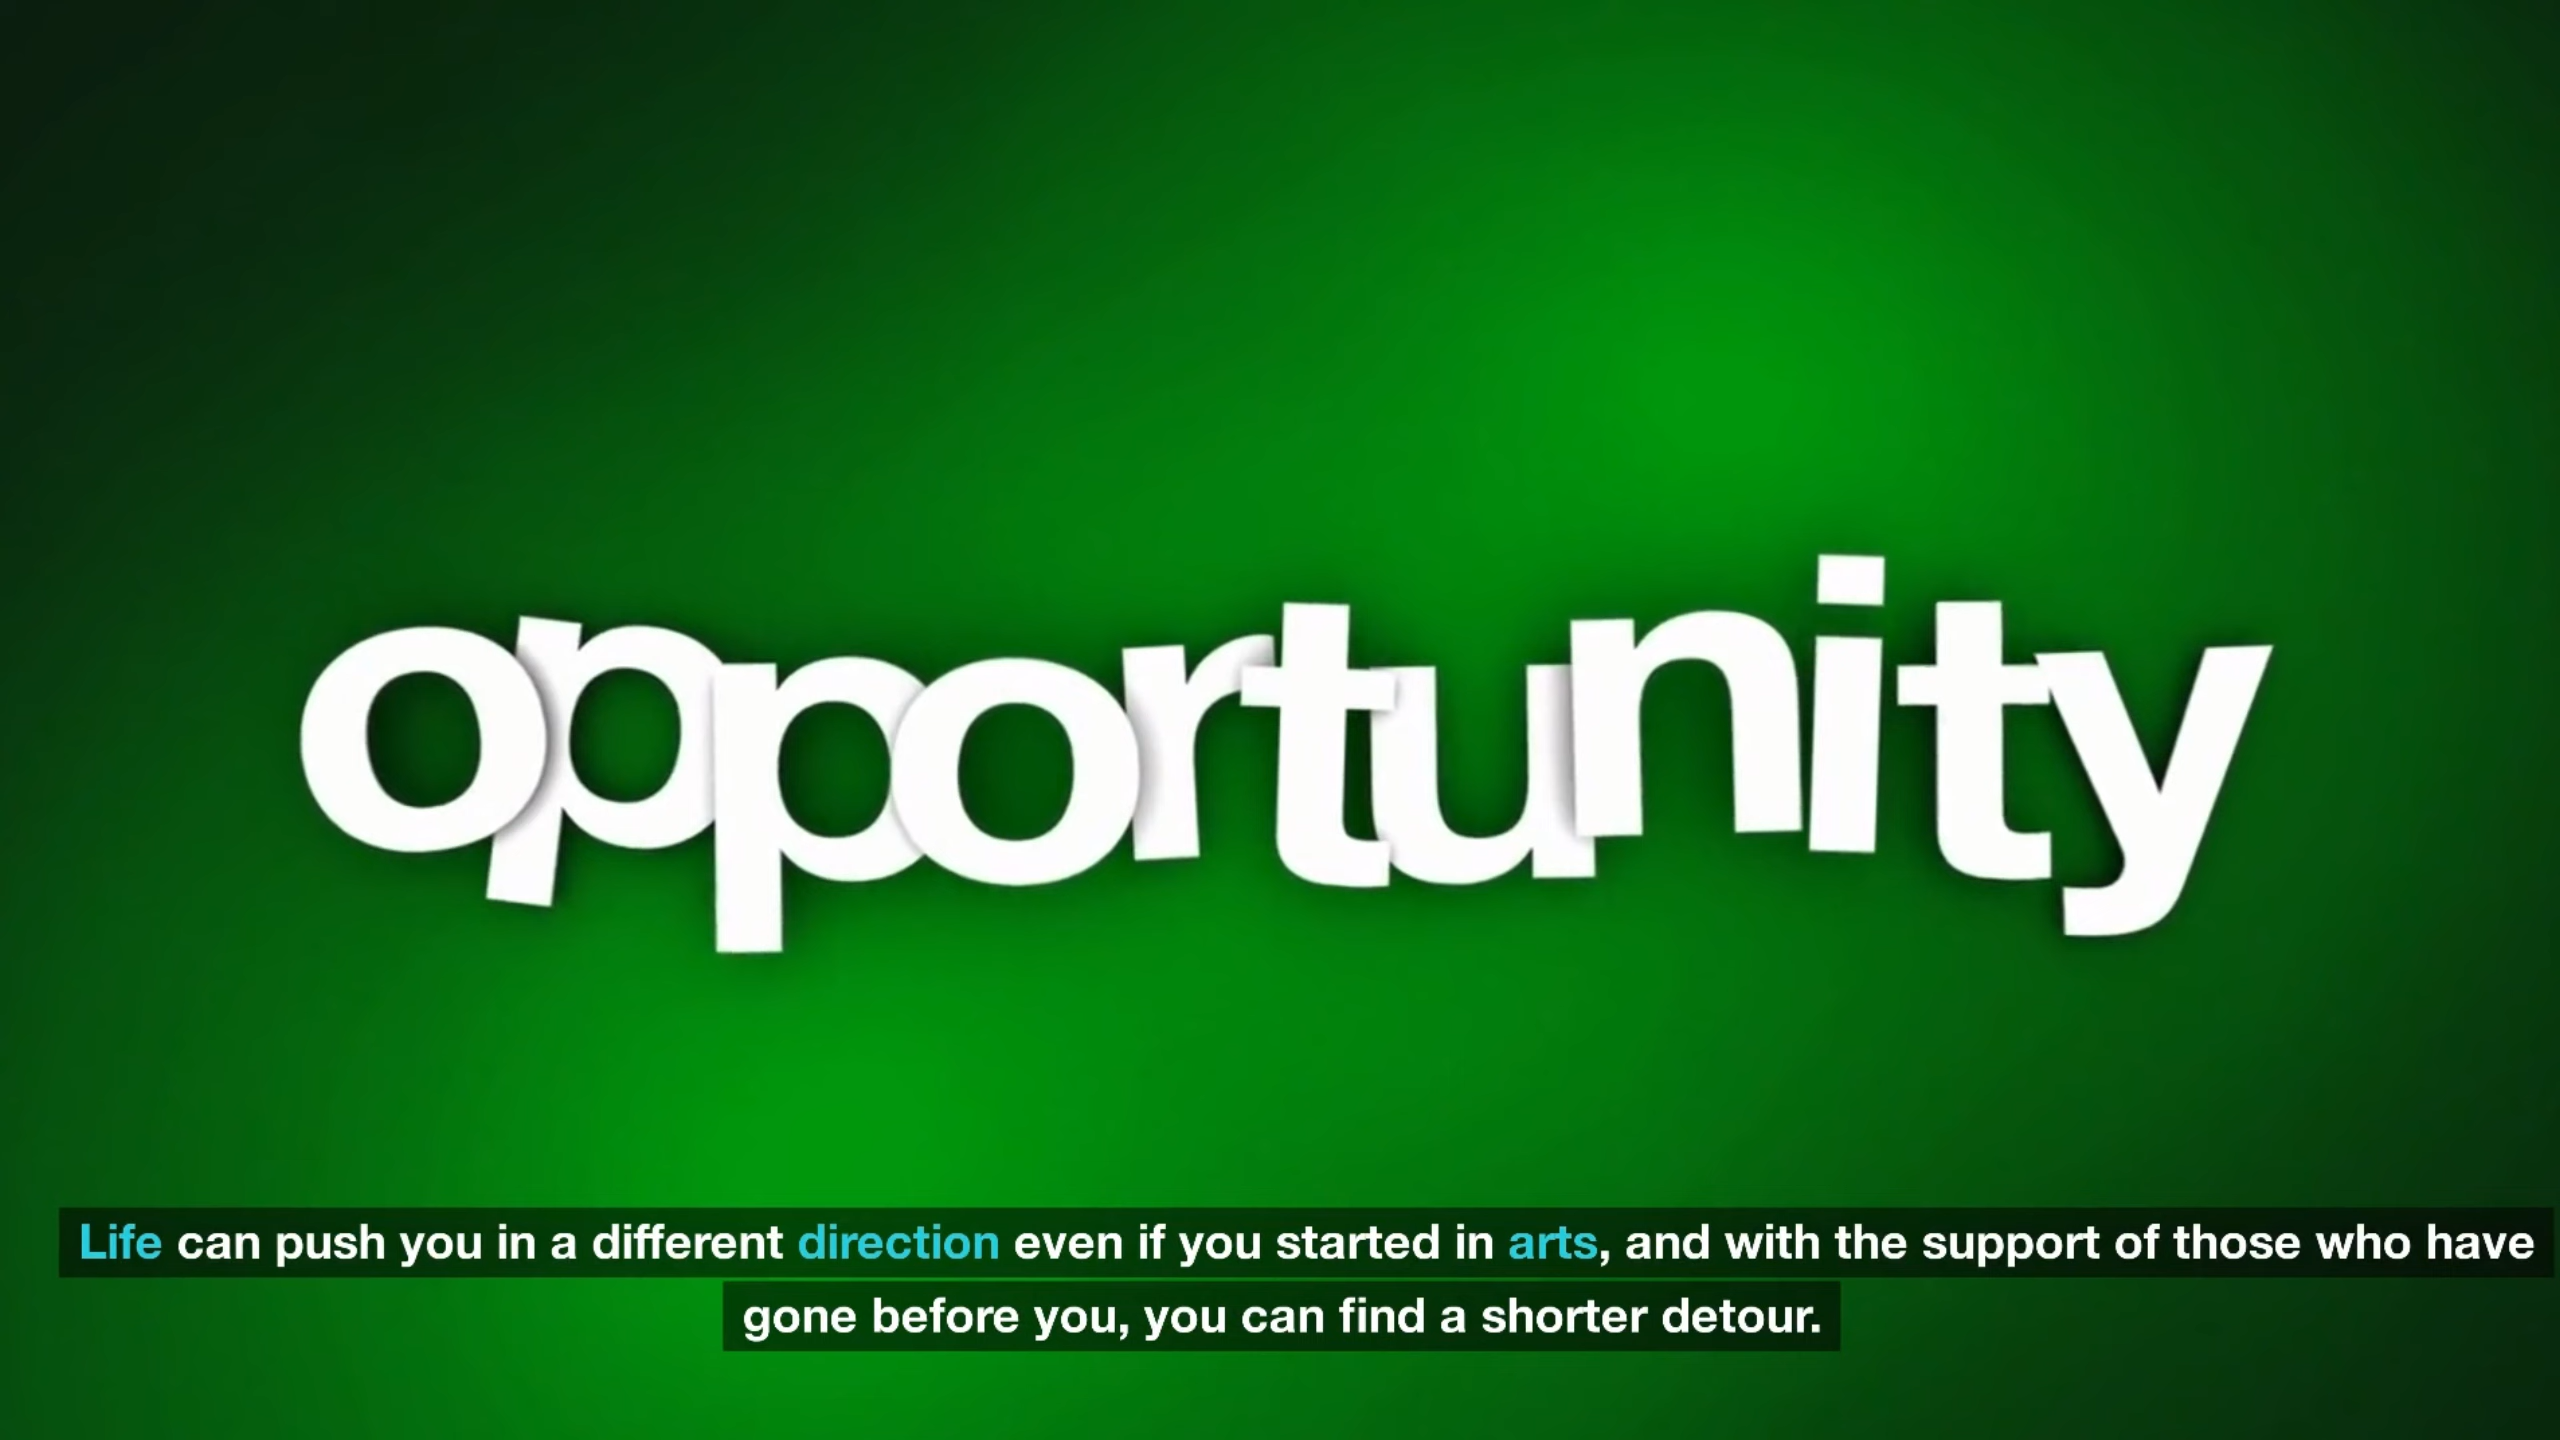 opportunity
Life can push you in a different direction even if you started in arts, and with the support of those who have
gone before you, you can find a shorter detour.